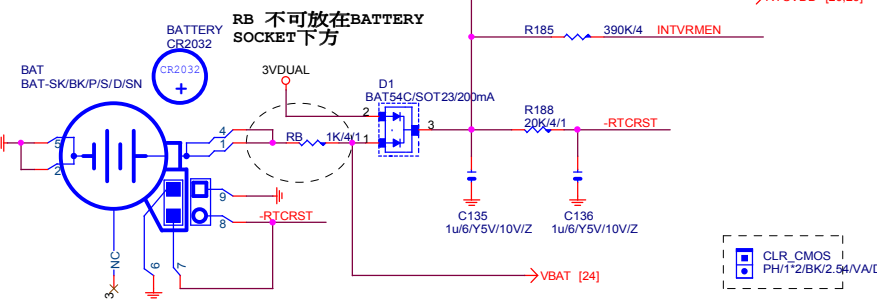 RB 不可放在BATTERY
SOCKET下方
BATTERY
CR2032
CR2032
+
BAT
BAT-SK/BK/P/S/D/SN
3VDUAL
D1
BAT54C/SOT23/200mA
R185
390K/4
INTVRMEN
R188
20K/4/1
-RTCRST
RB
1K/4/1
2
1
3
4
1
5
2
9
8
-RTCRST
NC
3
6
7
C135
1u/6/Y5V/10V/Z
C136
1u/6/Y5V/10V/Z
VBAT [24]
CLR_CMOS
PH/1*2/BK/2.54/VA/D